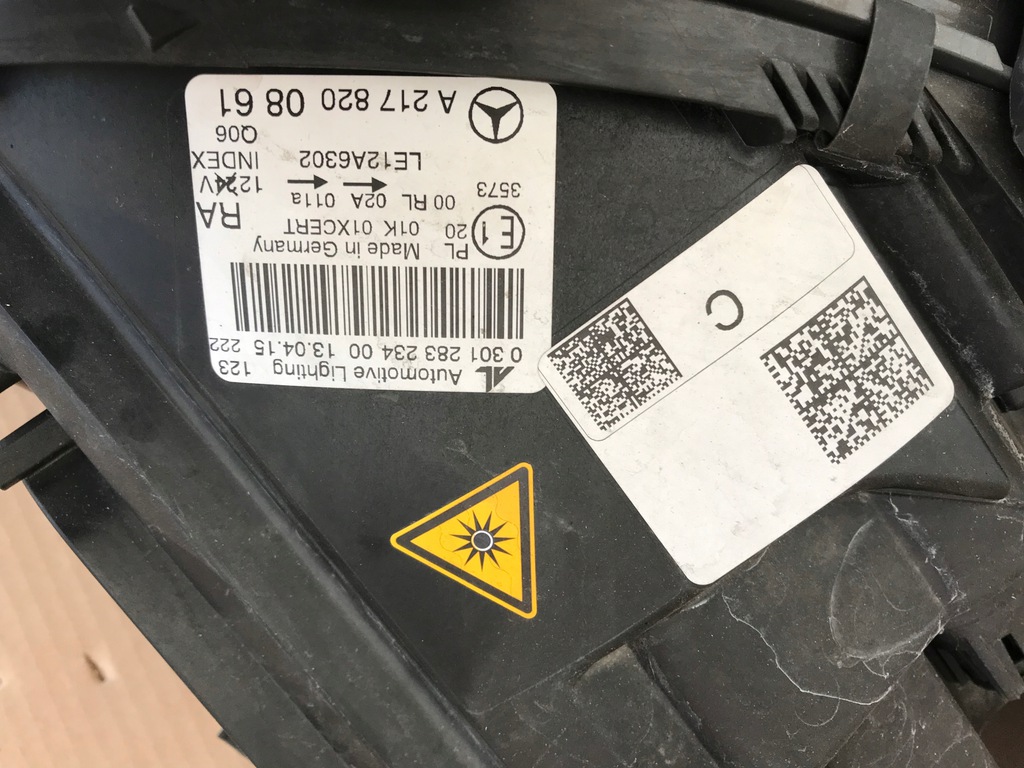 Automotive Lighting 123
0 301 283 234 00 13.04.15 222
PL Made in Germany
E1 20 01K 01XCERT RA
00 RL 02A 011a
3573 LE12A6302 INDEX
Q06
A 217 820 08 61
C